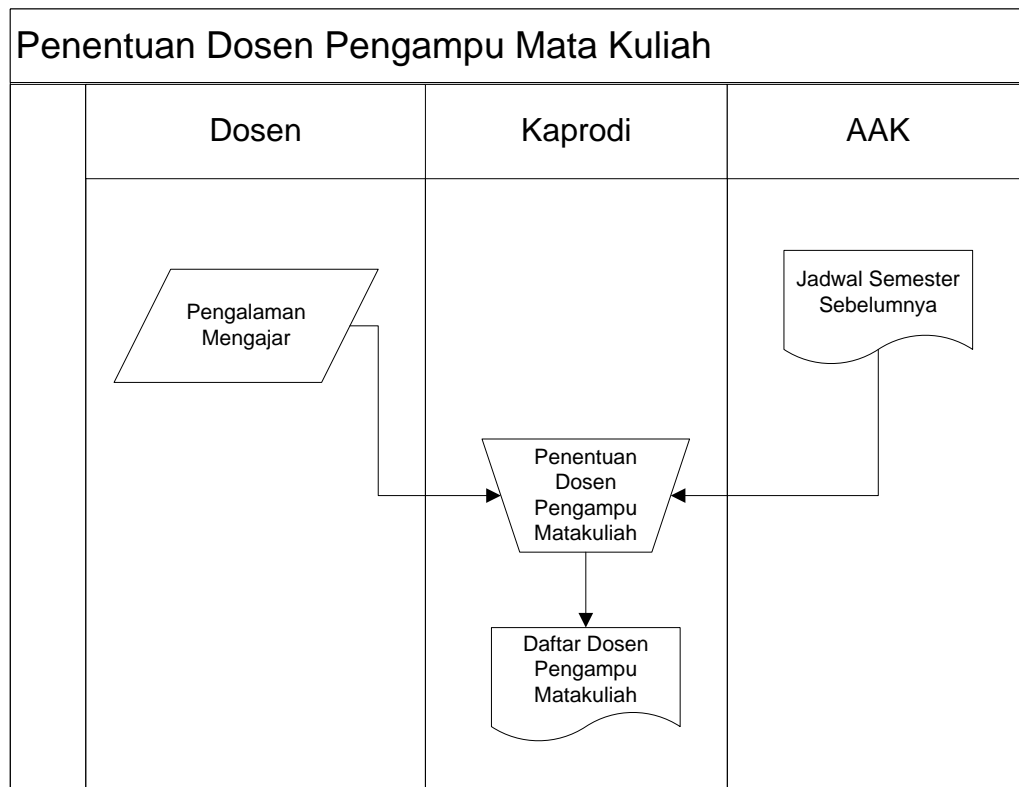 Penentuan Dosen Pengampu Mata Kuliah
Dosen
Kaprodi
AAK
Pengalaman
Mengajar
Jadwal Semester
Sebelumnya
Penentuan
Dosen
Pengampu
Matakuliah
Daftar Dosen
Pengampu
Matakuliah